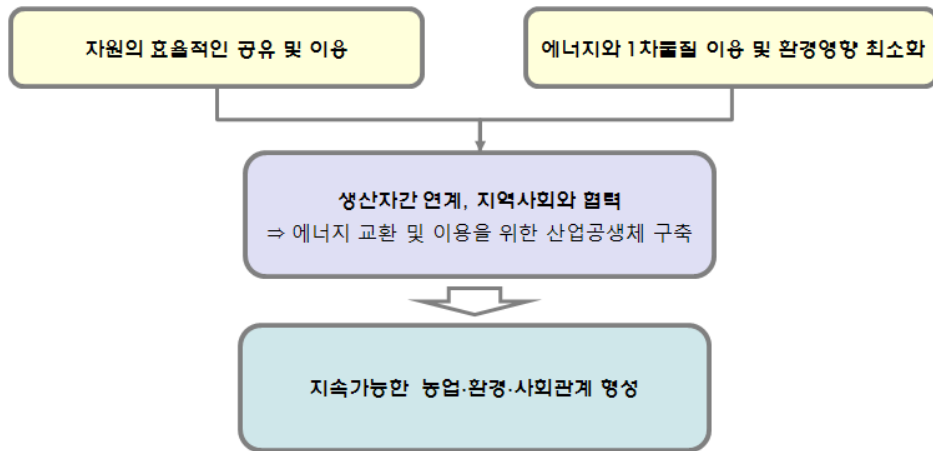 자원의 효율적인 공유 및 이용
에너지와 1차물질 이용 및 환경영향 최소화
생산자간 연계, 지역사회와 협력
⇒ 에너지 교환 및 이용을 위한 산업공생체 구축
지속가능한 농업·환경·사회관계 형성